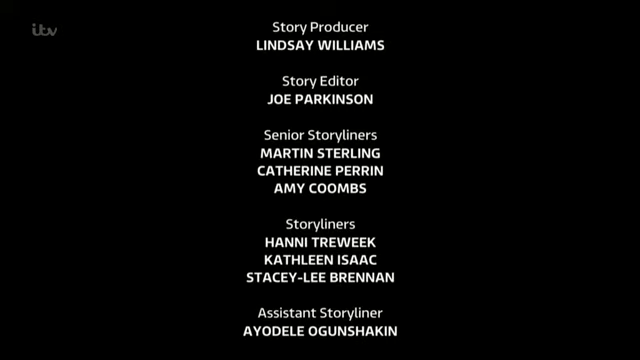 itv
Story Producer
LINDSAY WILLIAMS
Story Editor
JOE PARKINSON
Senior Storyliners
MARTIN STERLING
CATHERINE PERRIN
AMY COOMBS
Storyliners
HANNI TREWEEK
KATHLEEN ISAAC
STACEY-LEE BRENNAN
Assistant Storyliner
AYODELE OGUNSHAKIN